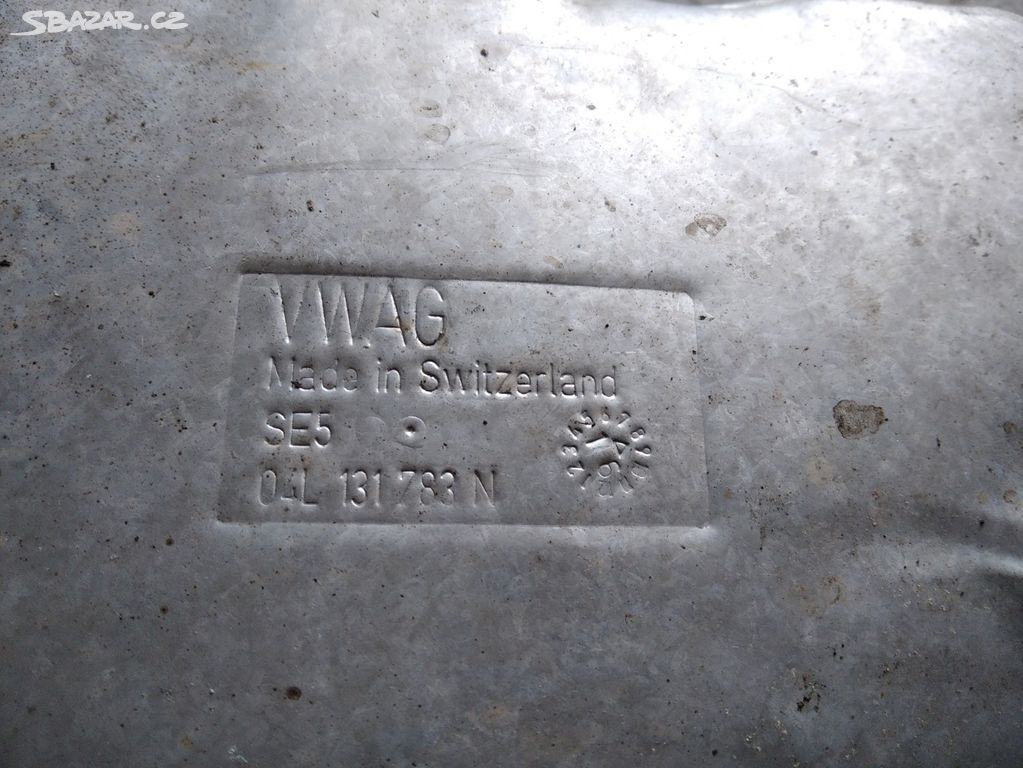 SBAZAR.CZ
VWAG
Made in Switzerland
SE5
04L 131 783 N